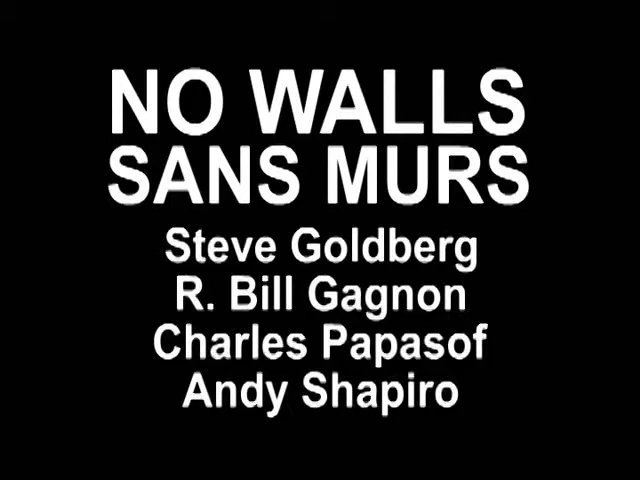 NO WALLS
SANS MURS
Steve Goldberg
R. Bill Gagnon
Charles Papasof
Andy Shapiro